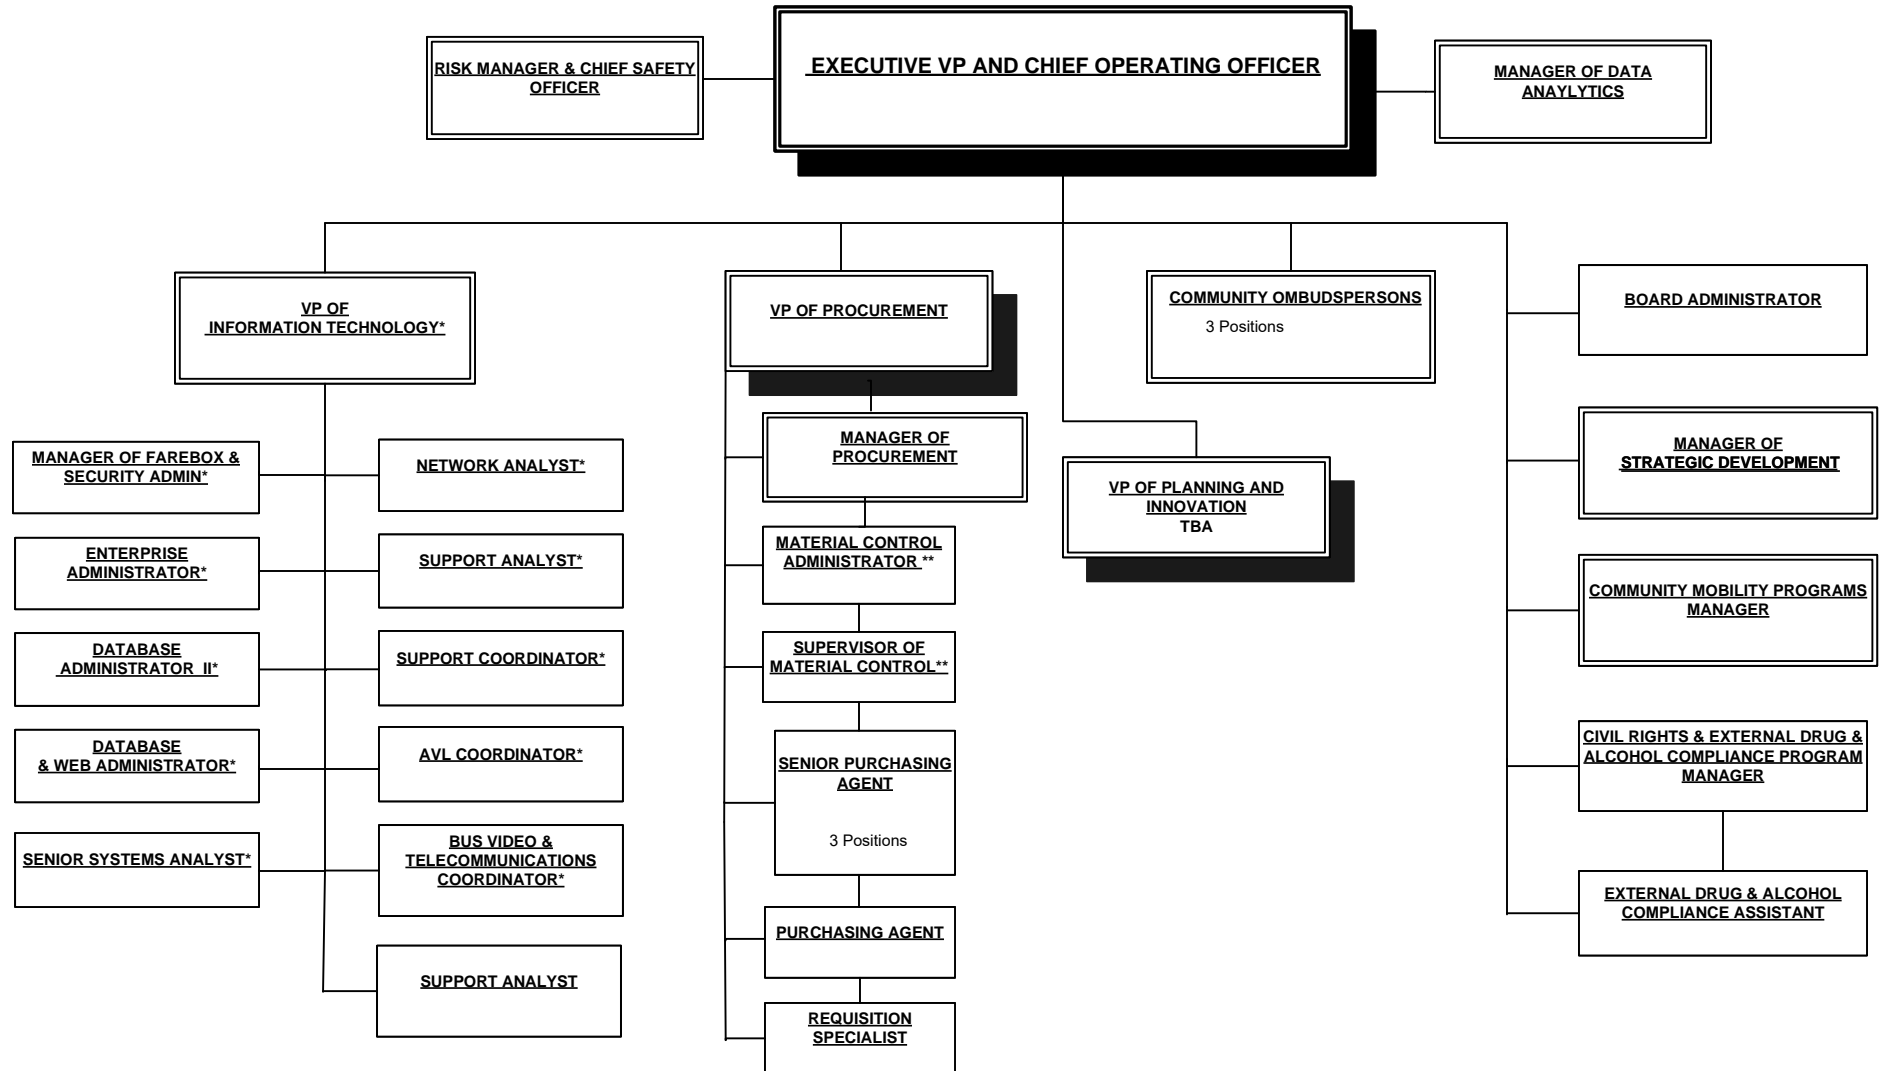 EXECUTIVE VP AND CHIEF OPERATING OFFICER
RISK MANAGER & CHIEF SAFETY
OFFICER
MANAGER OF DATA
ANAYLYTICS
VP OF
INFORMATION TECHNOLOGY*
VP OF PROCUREMENT
COMMUNITY OMBUDSPERSONS
3 Positions
BOARD ADMINISTRATOR
MANAGER OF FAREBOX &
SECURITY ADMIN*
NETWORK ANALYST*
ENTERPRISE
ADMINISTRATOR*
SUPPORT ANALYST*
DATABASE
ADMINISTRATOR II*
SUPPORT COORDINATOR*
DATABASE
& WEB ADMINISTRATOR*
AVL COORDINATOR*
SENIOR SYSTEMS ANALYST*
BUS VIDEO &
TELECOMMUNICATIONS
COORDINATOR*
SUPPORT ANALYST
MANAGER OF
PROCUREMENT
MATERIAL CONTROL
ADMINISTRATOR **
SUPERVISOR OF
MATERIAL CONTROL**
SENIOR PURCHASING
AGENT
3 Positions
PURCHASING AGENT
REQUISITION
SPECIALIST
VP OF PLANNING AND
INNOVATION
TBA
MANAGER OF
STRATEGIC DEVELOPMENT
COMMUNITY MOBILITY PROGRAMS
MANAGER
CIVIL RIGHTS & EXTERNAL DRUG &
ALCOHOL COMPLIANCE PROGRAM
MANAGER
EXTERNAL DRUG & ALCOHOL
COMPLIANCE ASSISTANT